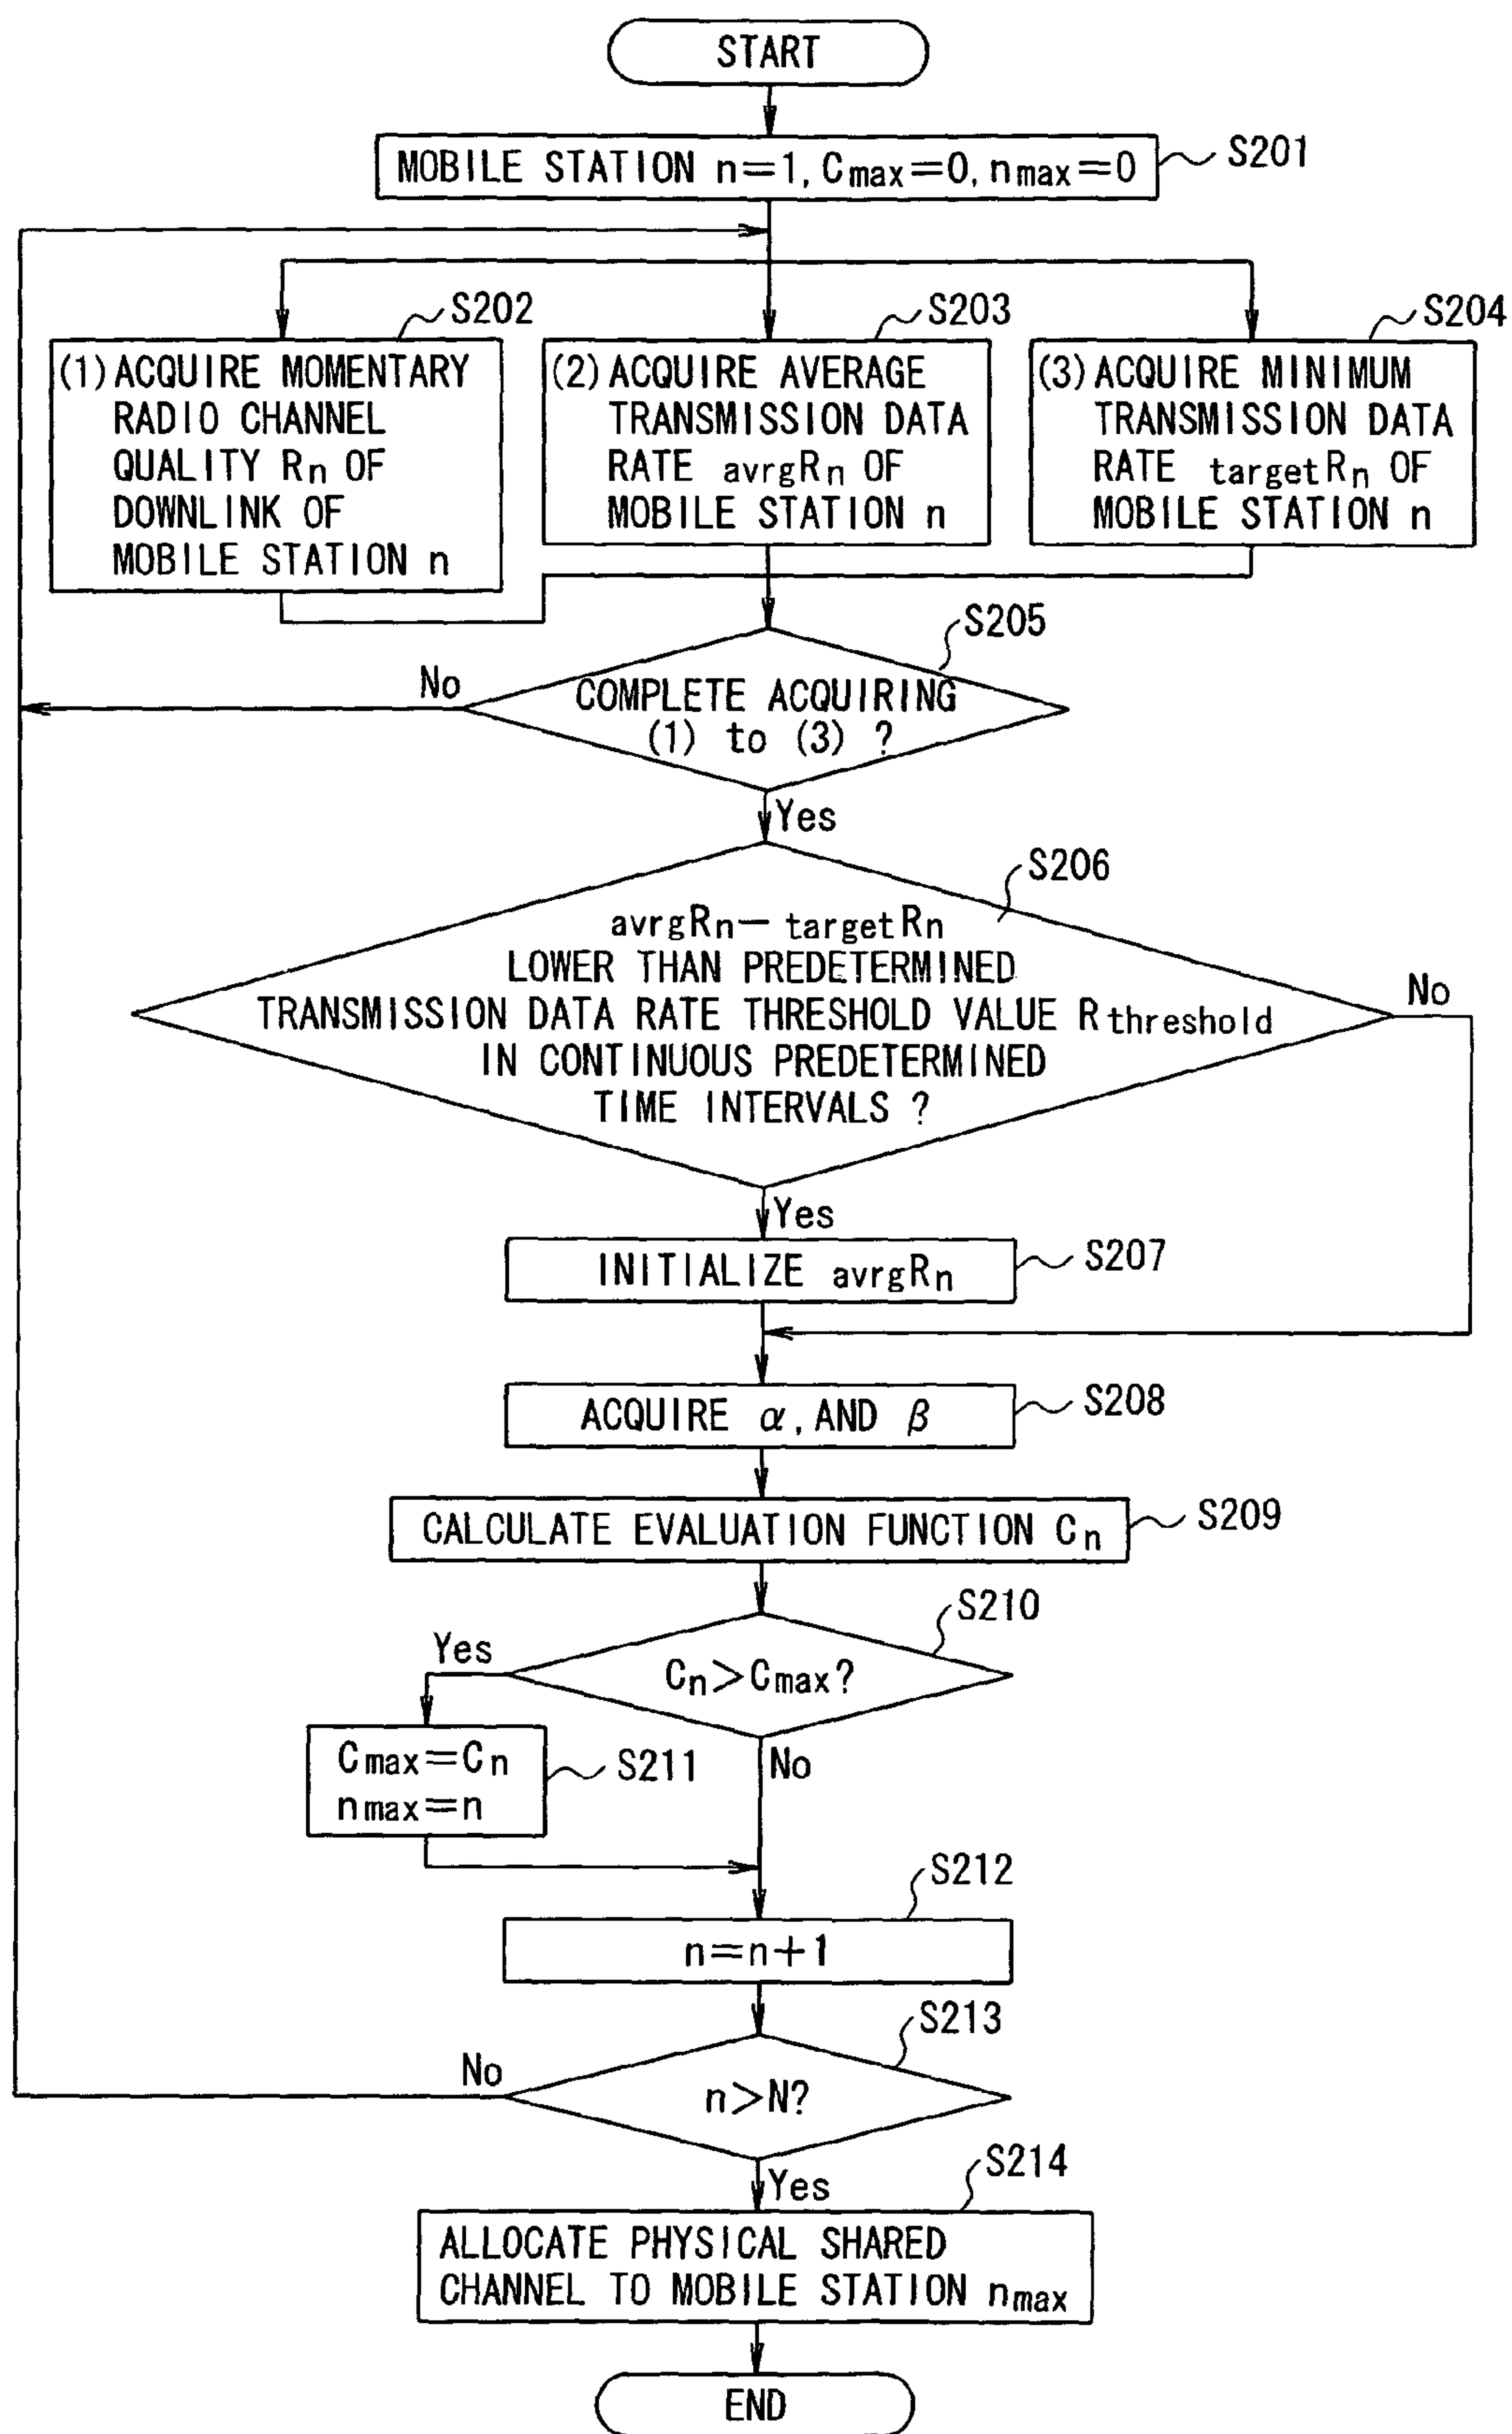 START
MOBILE STATION n=1, Cmax=0, nmax=0
S201
S202
(1) ACQUIRE MOMENTARY
RADIO CHANNEL
QUALITY Rn OF
DOWNLINK OF
MOBILE STATION n
S203
(2) ACQUIRE AVERAGE
TRANSMISSION DATA
RATE avrgRn OF
MOBILE STATION n
S204
(3) ACQUIRE MINIMUM
TRANSMISSION DATA
RATE targetRn OF
MOBILE STATION n
S205
COMPLETE ACQUIRING
(1) to (3) ?
No
Yes
S206
avrgRn－targetRn
LOWER THAN PREDETERMINED
TRANSMISSION DATA RATE THRESHOLD VALUE Rthreshold
IN CONTINUOUS PREDETERMINED
TIME INTERVALS ?
No
Yes
INITIALIZE avrgRn
S207
ACQUIRE α, AND β
S208
CALCULATE EVALUATION FUNCTION Cn
S209
S210
Cn>Cmax?
Yes
No
Cmax=Cn
nmax=n
S211
S212
n=n+1
S213
n>N?
No
Yes
S214
ALLOCATE PHYSICAL SHARED
CHANNEL TO MOBILE STATION nmax
END